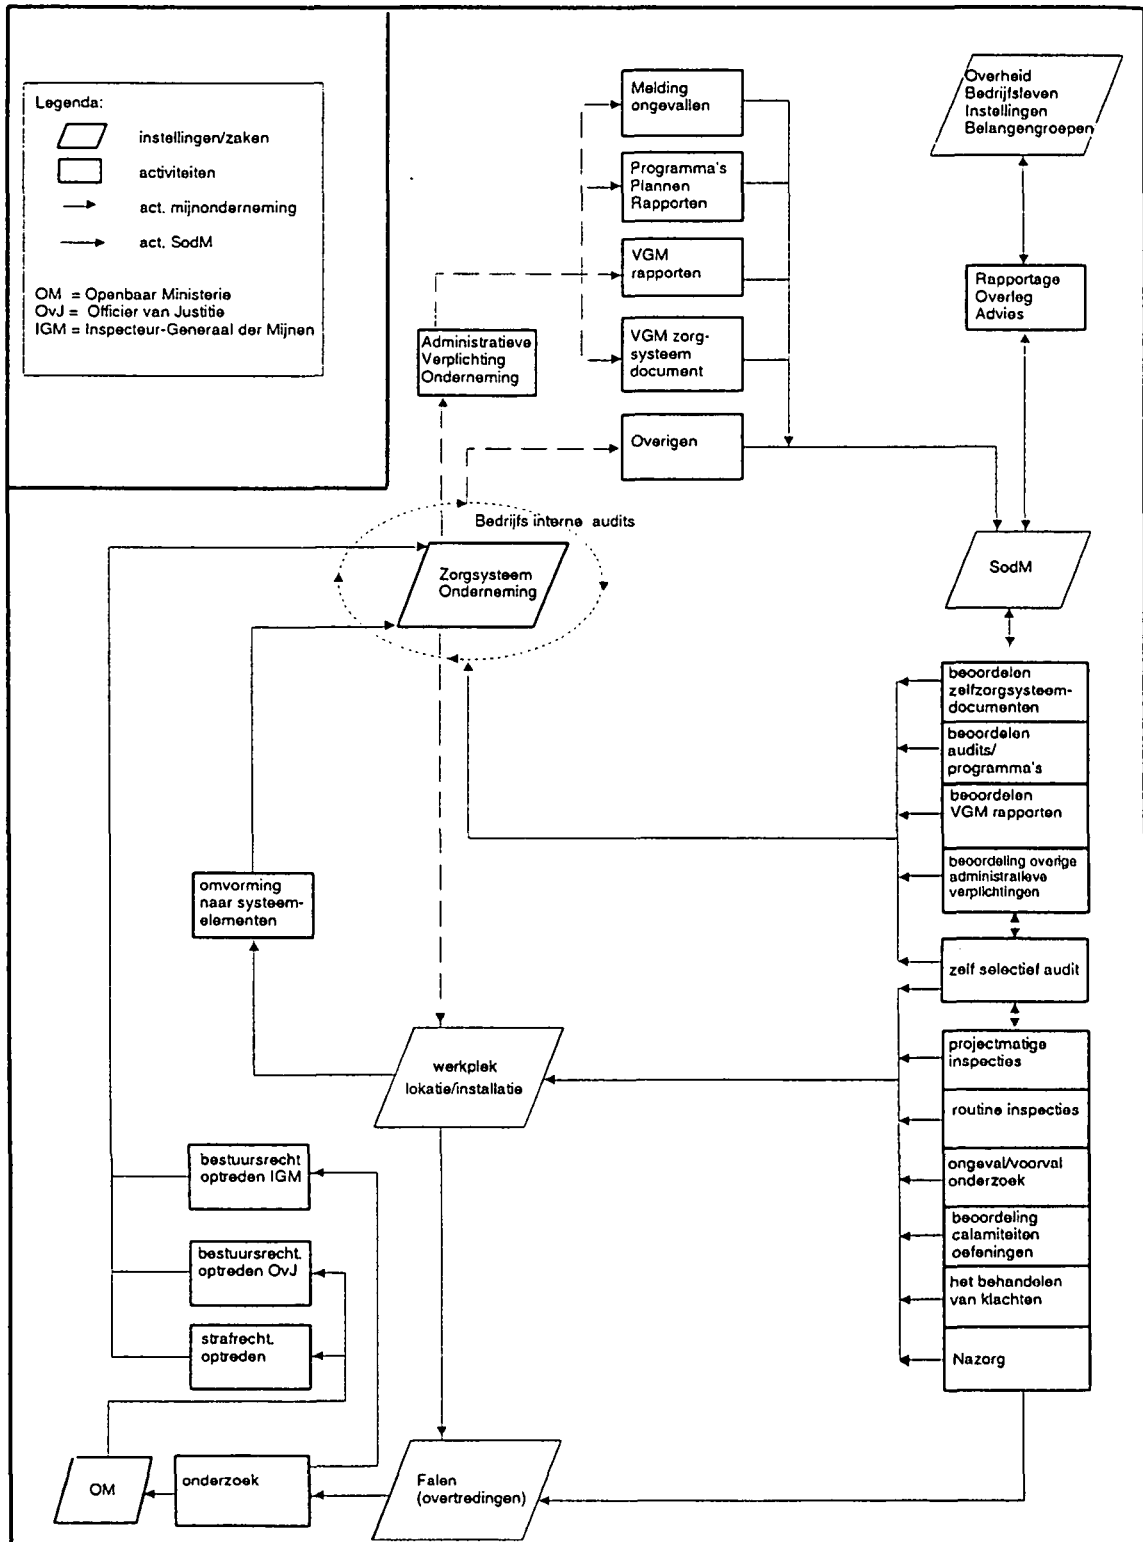 Legenda:
instellingen/zaken
activiteiten
act. mijnonderneming
act. SodM
OM = Openbaar Ministerie
OvJ = Officier van Justitie
IGM = Inspecteur-Generaal der Mijnen
Melding
ongevallen
Programma's
Plannen
Rapporten
VGM
rapporten
VGM zorg-
systeem
document
Overigen
Administratieve
Verplichting
Onderneming
Overheid
Bedrijfsleven
Instellingen
Belangengroepen
Rapportage
Overleg
Advies
SodM
Bedrijfs interne audits
Zorgsysteem
Onderneming
beoordelen
zelfzorgsysteem-
documenten
beoordelen
audits/
programma's
beoordelen
VGM rapporten
beoordeling overige
administratieve
verplichtingen
zelf selectief audit
projectmatige
inspecties
routine inspecties
ongeval/voorval
onderzoek
beoordeling
calamiteiten
oefeningen
het behandelen
van klachten
Nazorg
omvorming
naar systeem-
elementen
werkplek
lokatie/installatie
bestuursrecht
optreden IGM
bestuursrecht.
optreden OvJ
strafrecht.
optreden
OM
onderzoek
Falen
(overtredingen)